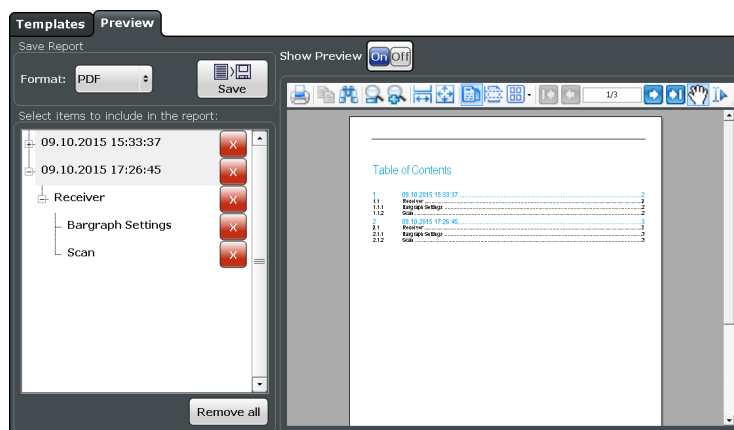 Templates Preview
Save Report
Format: PDF
Save
Select items to include in the report:
09.10.2015 15:33:37 X
09.10.2015 17:26:45 X
Receiver X
Bargraph Settings X
Scan X
Remove all
Show Preview On Off
1/3
Table of Contents
1 09.10.2015 15:33:37 2
1.1 Receiver 2
1.1.1 Bargraph Settings 2
1.1.2 Scan 2
2 09.10.2015 17:26:45 3
2.1 Receiver 3
2.1.1 Bargraph Settings 3
2.1.2 Scan 3